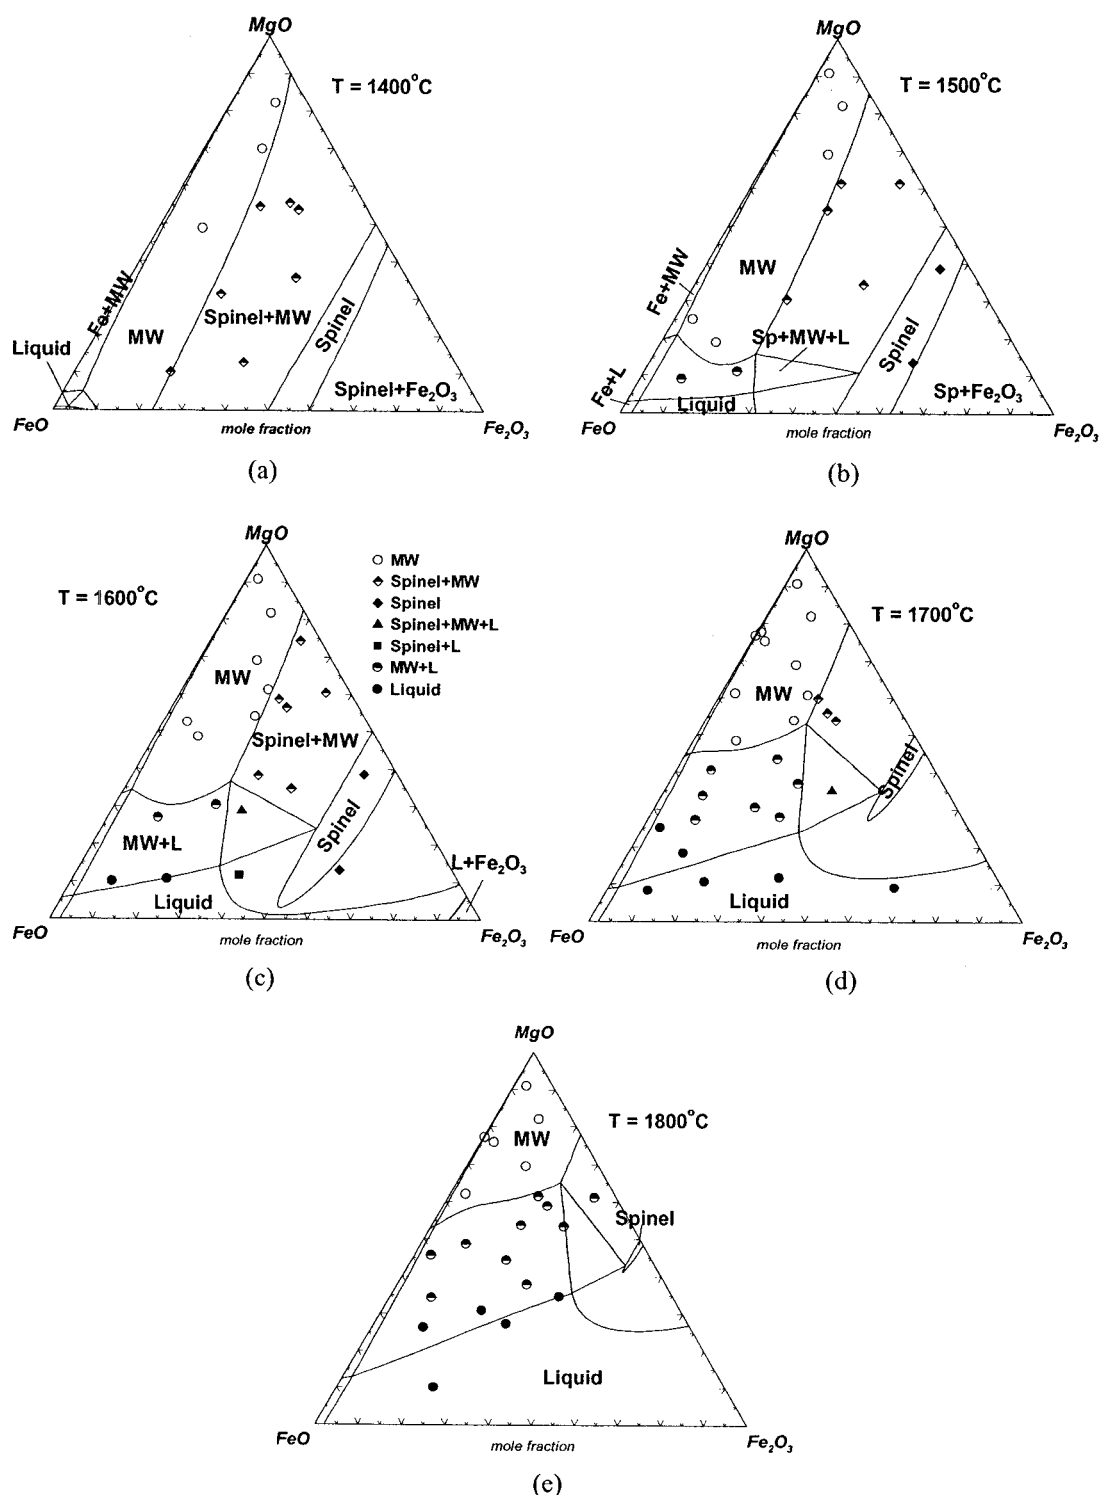 MgO
T = 1400°C
Fe+MW
MW
Spinel+MW
Spinel
Liquid
Spinel+Fe₂O₃
FeO
mole fraction
Fe₂O₃
(a)
MgO
T = 1500°C
Fe+MW
MW
Sp+MW+L
Spinel
Fe+L
Liquid
Sp+Fe₂O₃
FeO
mole fraction
Fe₂O₃
(b)
MgO
T = 1600°C
MW
Spinel+MW
Spinel
MW+L
L+Fe₂O₃
Liquid
FeO
mole fraction
Fe₂O₃
(c)
MW
Spinel+MW
Spinel
Spinel+MW+L
Spinel+L
MW+L
Liquid
MgO
T = 1700°C
MW
Spinel
Liquid
FeO
mole fraction
Fe₂O₃
(d)
MgO
T = 1800°C
MW
Spinel
Liquid
FeO
mole fraction
Fe₂O₃
(e)